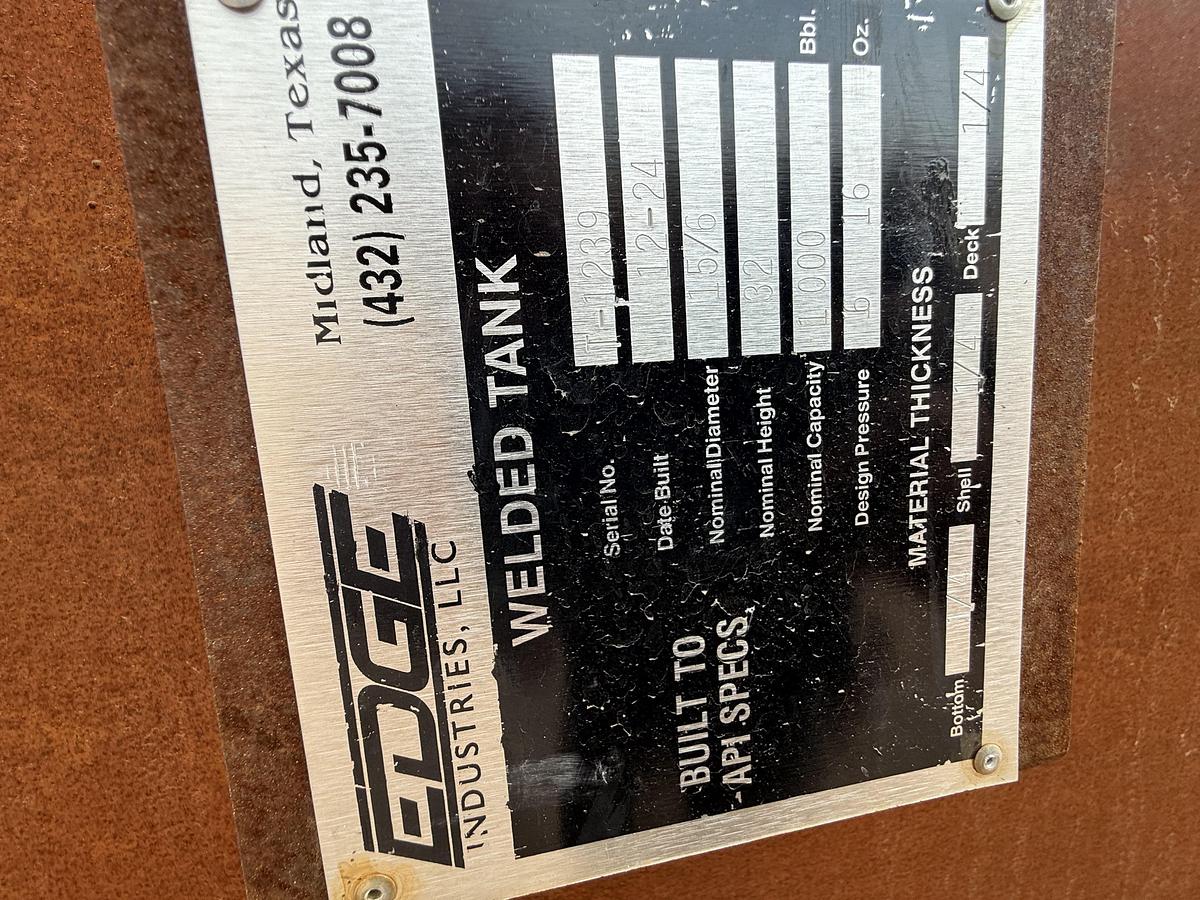 EDGE
INDUSTRIES, LLC
Midland, Texas
(432) 235-7008
WELDED TANK
BUILT TO
API SPECS
Serial No. T-1239
Date Built 12-24
Nominal Diameter 15/6
Nominal Height 32
Nominal Capacity 1000 Bbl.
Design Pressure 16 Oz.
MATERIAL THICKNESS
Bottom 1/4 Shell 1/4 Deck 1/4